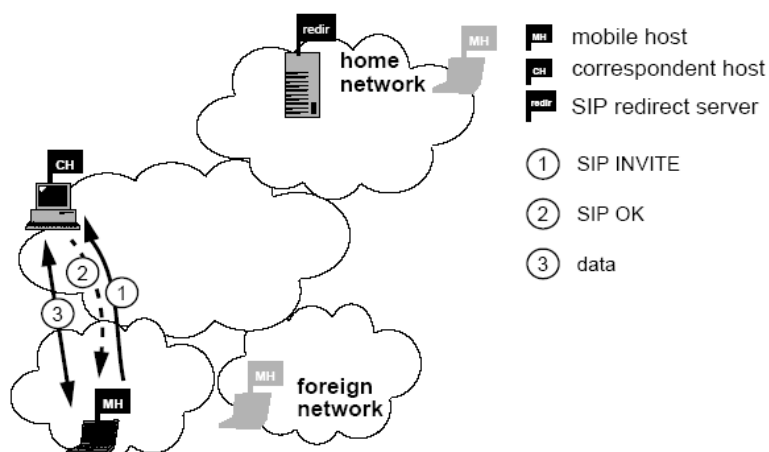 redir
MH
home
network
CH
2
1
3
MH
foreign
network
MH
MH mobile host
CH correspondent host
redir SIP redirect server
1 SIP INVITE
2 SIP OK
3 data